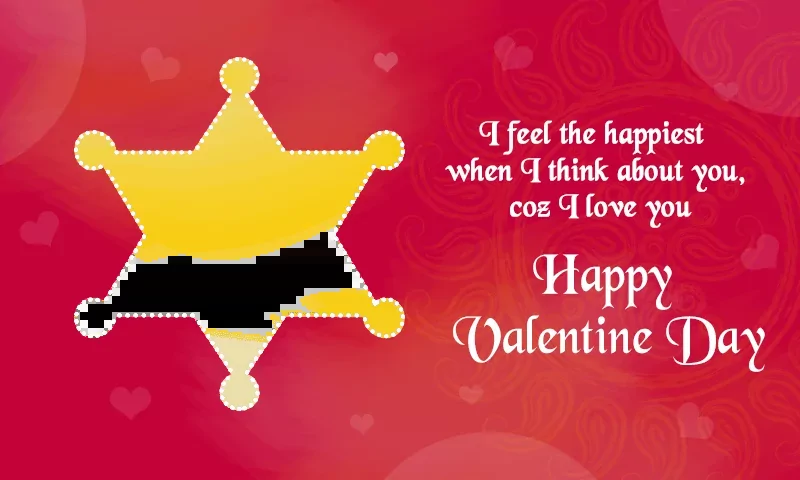 I feel the happiest
when I think about you,
coz I love you
Happy
Valentine Day